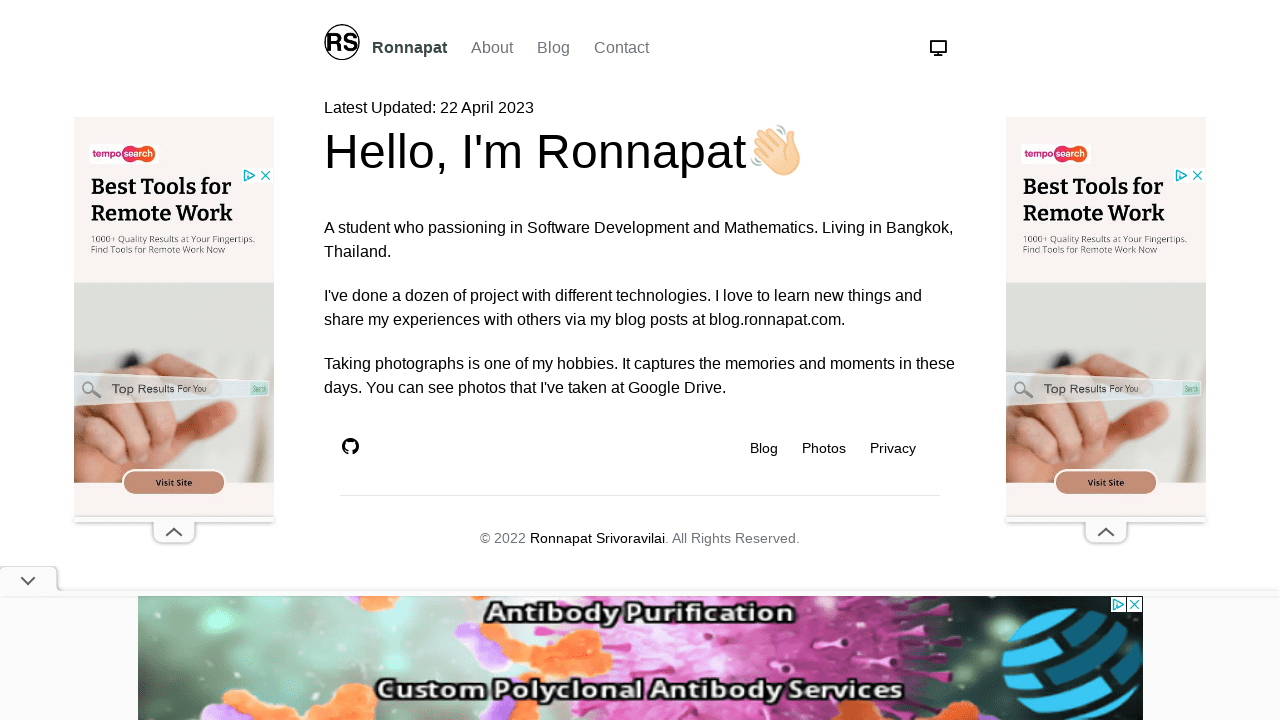 RS Ronnapat About Blog Contact
Latest Updated: 22 April 2023
Hello, I'm Ronnapat
A student who passioning in Software Development and Mathematics. Living in Bangkok,
Thailand.
I've done a dozen of project with different technologies. I love to learn new things and
share my experiences with others via my blog posts at blog.ronnapat.com.
Taking photographs is one of my hobbies. It captures the memories and moments in these
days. You can see photos that I've taken at Google Drive.
Blog Photos Privacy
© 2022 Ronnapat Srivoravilai. All Rights Reserved.
temposearch
Best Tools for
Remote Work
1000+ Quality Results at Your Fingertips.
Find Tools for Remote Work Now
Top Results For You Search
Visit Site
temposearch
Best Tools for
Remote Work
1000+ Quality Results at Your Fingertips.
Find Tools for Remote Work Now
Top Results For You Search
Visit Site
Antibody Purification
Custom Polyclonal Antibody Services